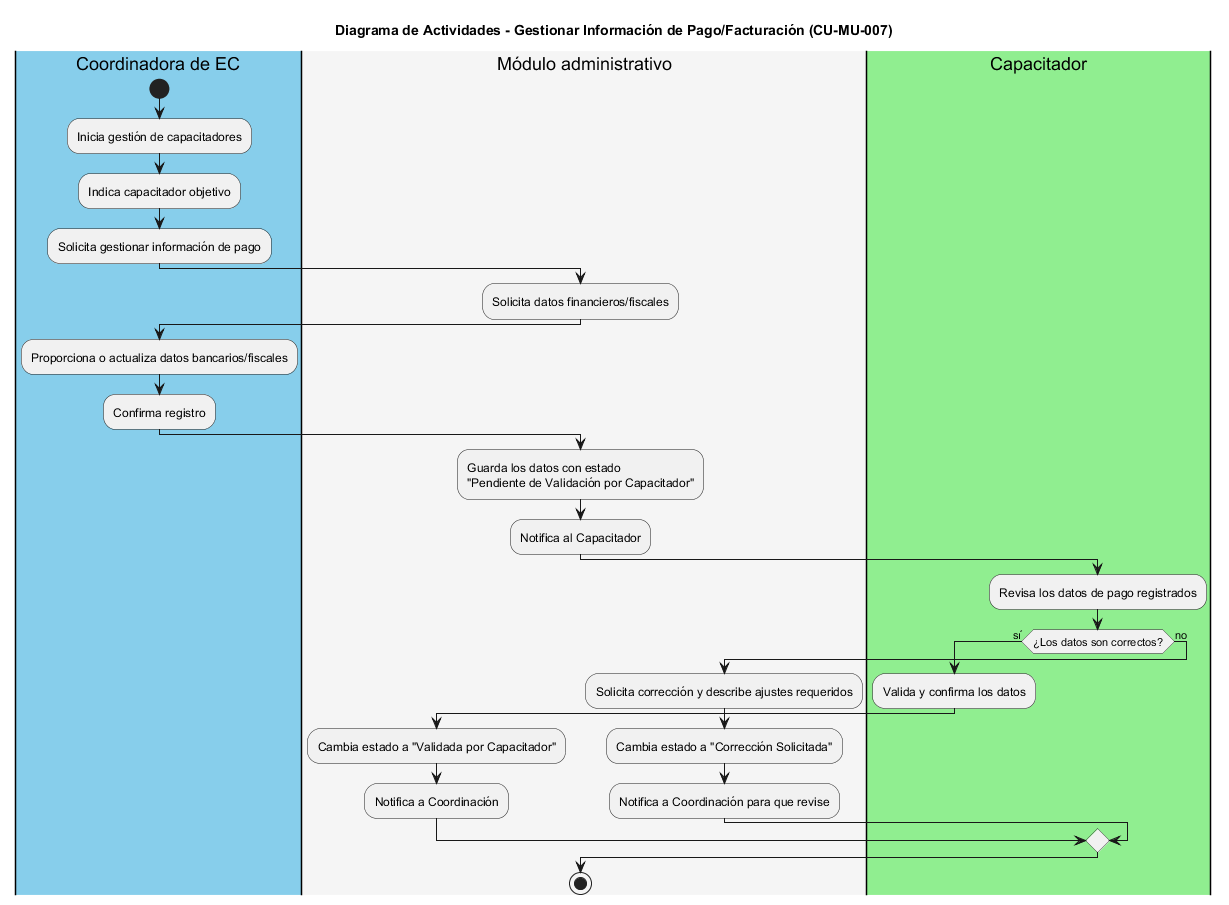 Diagrama de Actividades - Gestionar Información de Pago/Facturación (CU-MU-007)
Coordinadora de EC
Módulo administrativo
Capacitador
Inicia gestión de capacitadores
Indica capacitador objetivo
Solicita gestionar información de pago
Solicita datos financieros/fiscales
Proporciona o actualiza datos bancarios/fiscales
Confirma registro
Guarda los datos con estado
"Pendiente de Validación por Capacitador"
Notifica al Capacitador
Revisa los datos de pago registrados
sí
¿Los datos son correctos?
no
Solicita corrección y describe ajustes requeridos
Valida y confirma los datos
Cambia estado a "Validada por Capacitador"
Cambia estado a "Corrección Solicitada"
Notifica a Coordinación
Notifica a Coordinación para que revise